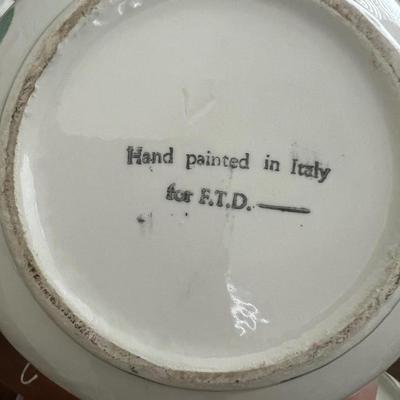 Hand painted in Italy
for F.T.D. —